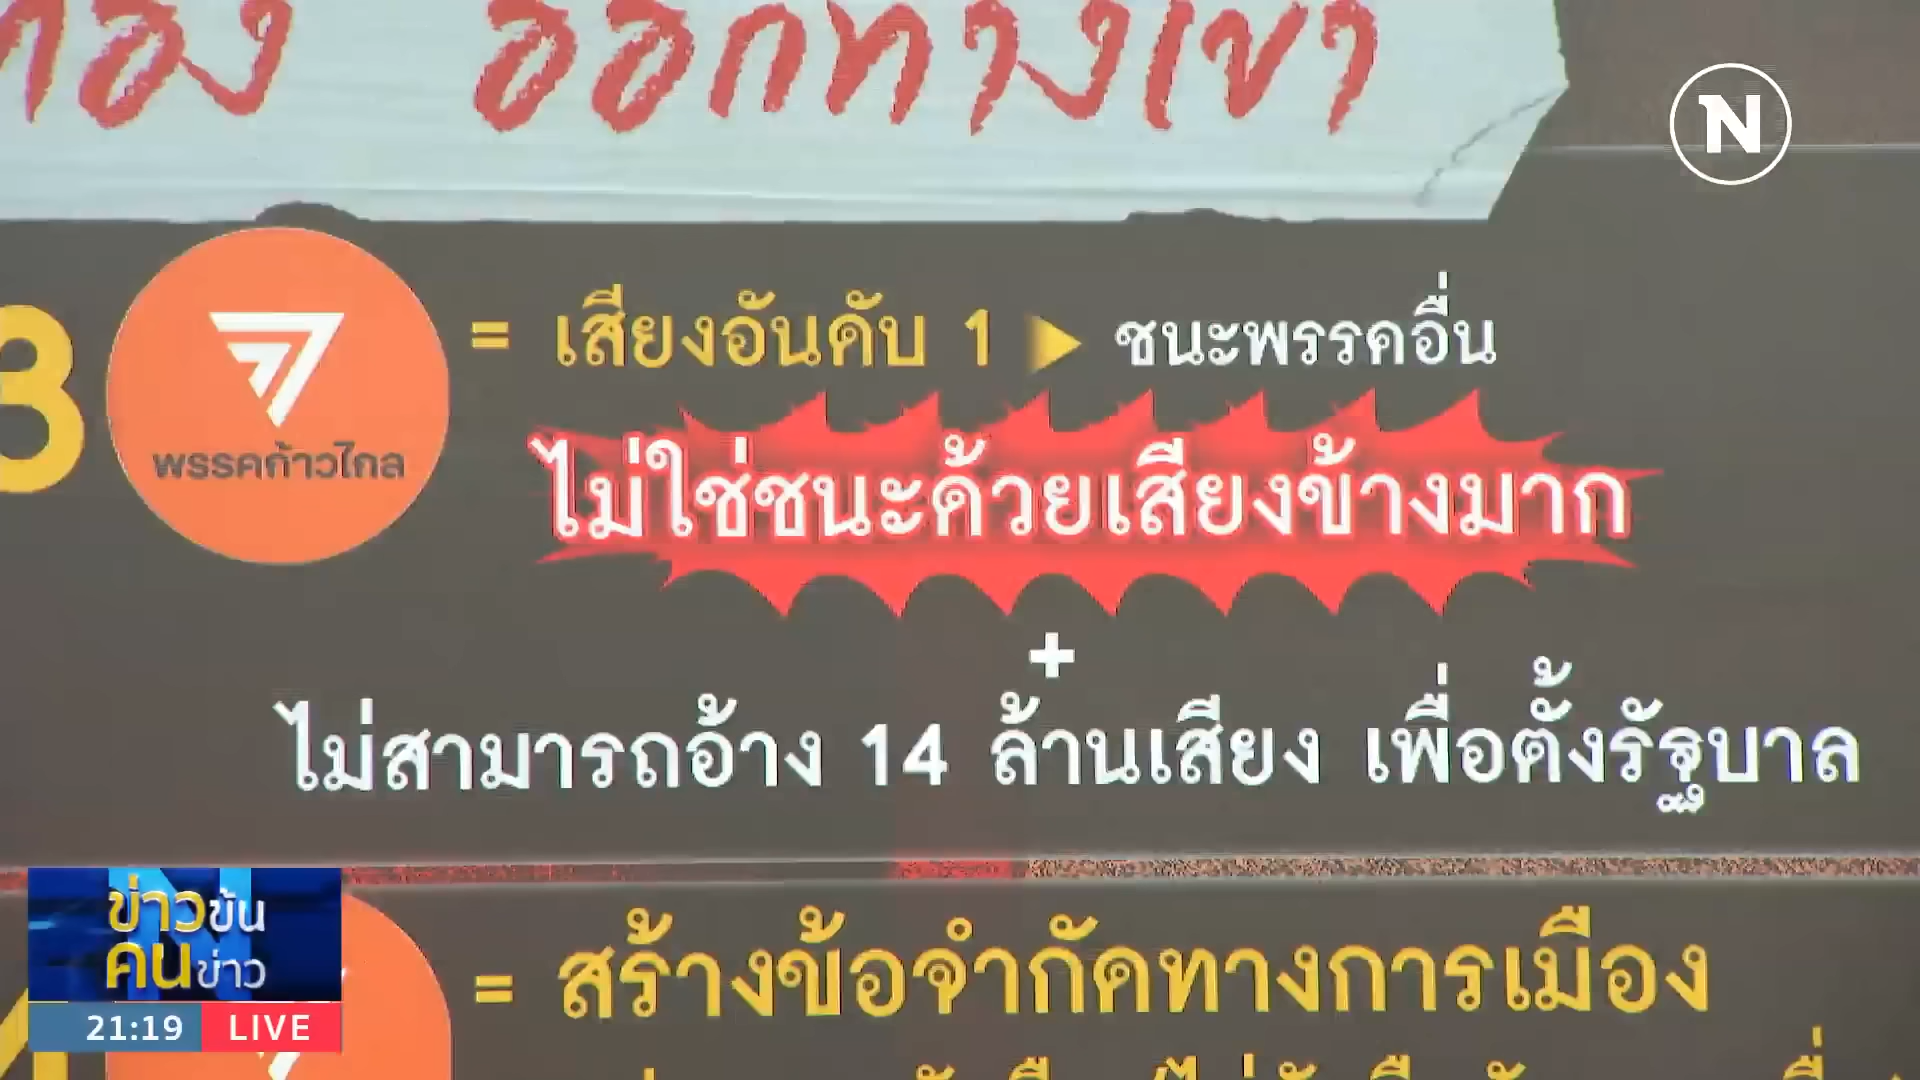 ออกทางเขา
N
3
= เสียงอันดับ 1 ▶ ชนะพรรคอื่น
พรรคก้าวไกล
ไม่ใช่ชนะด้วยเสียงข้างมาก
+
ไม่สามารถอ้าง 14 ล้านเสียง เพื่อตั้งรัฐบาล
ข่าวข้น
คนข่าว
= สร้างข้อจำกัดทางการเมือง
21:19 LIVE